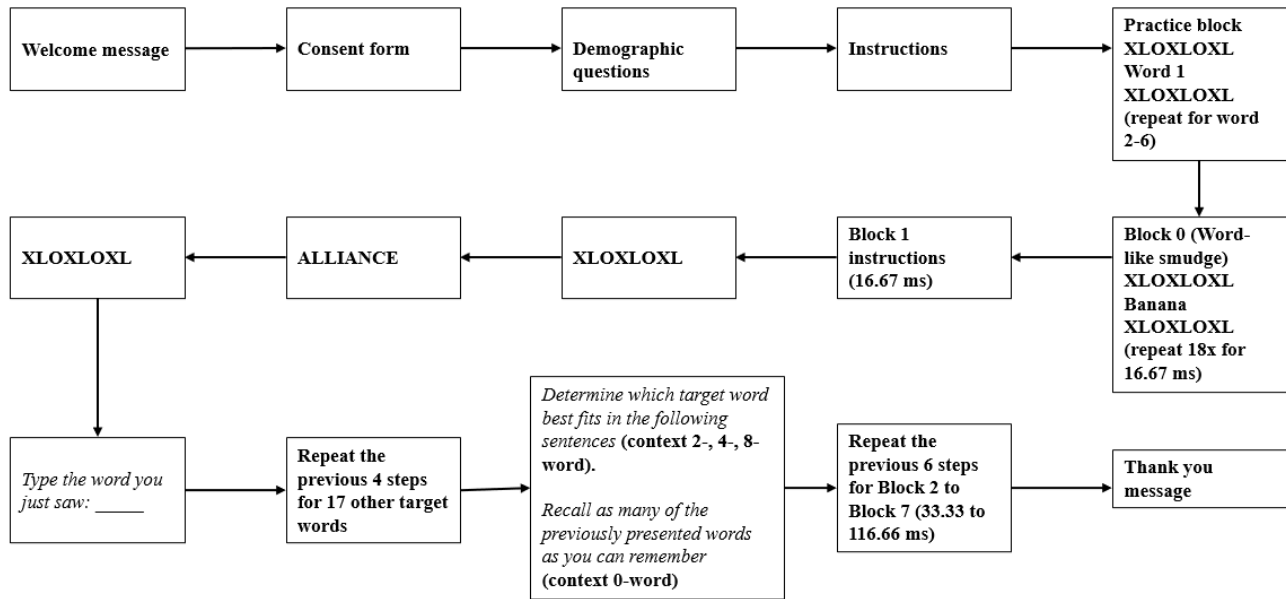 Welcome message
Consent form
Demographic
questions
Instructions
Practice block
XLOXLOXL
Word 1
XLOXLOXL
(repeat for word
2-6)
Block 0 (Word-
like smudge)
XLOXLOXL
Banana
XLOXLOXL
(repeat 18x for
16.67 ms)
Block 1
instructions
(16.67 ms)
XLOXLOXL
ALLIANCE
XLOXLOXL
Type the word you
just saw: ______
Repeat the
previous 4 steps
for 17 other target
words
Determine which target word
best fits in the following
sentences (context 2-, 4-, 8-
word).
Recall as many of the
previously presented words
as you can remember
(context 0-word)
Repeat the
previous 6 steps
for Block 2 to
Block 7 (33.33 to
116.66 ms)
Thank you
message